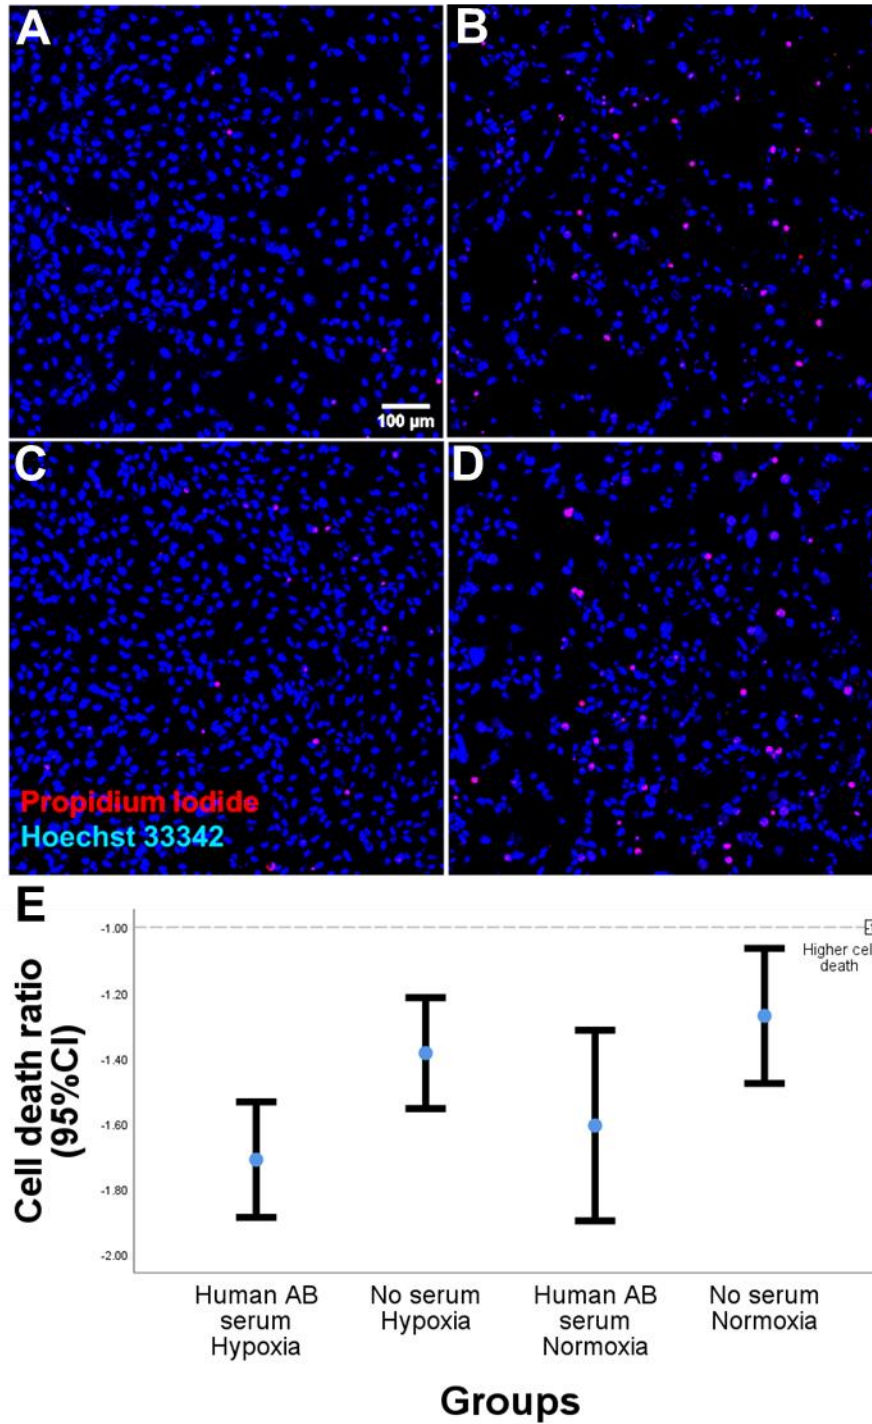 A
B
100 µm
C
D
Propidium Iodide
Hoechst 33342
E
Cell death ratio
(95%CI)
-1.00
-1.20
-1.40
-1.60
-1.80
-2.00
Higher cel
death
Human AB
serum
Hypoxia
No serum
Hypoxia
Human AB
serum
Normoxia
No serum
Normoxia
Groups